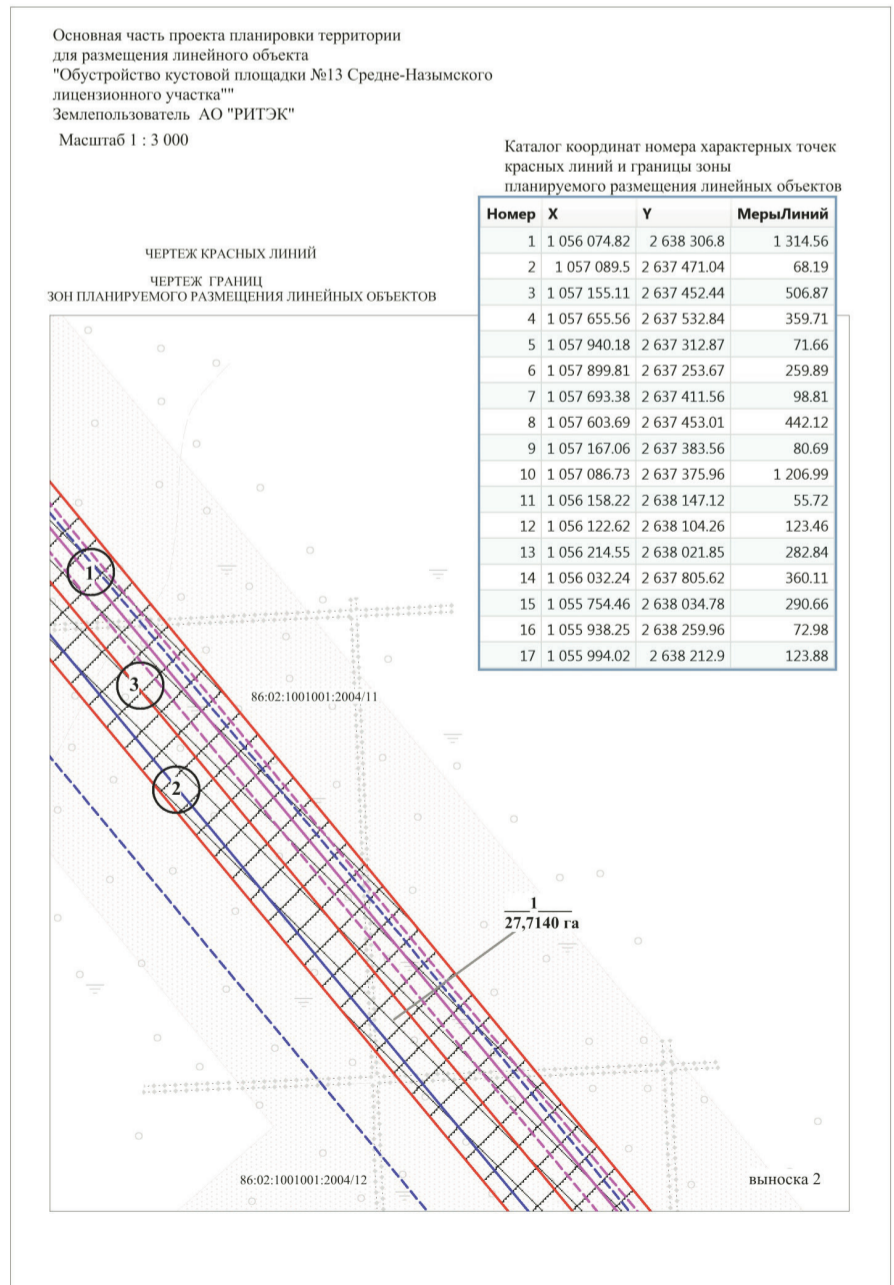 Основная часть проекта планировки территории
для размещения линейного объекта
"Обустройство кустовой площадки №13 Средне-Назымского
лицензионного участка""
Землепользователь АО "РИТЭК"
Масштаб 1 : 3 000
Каталог координат номера характерных точек
красных линий и границы зоны
планируемого размещения линейных объектов
ЧЕРТЕЖ КРАСНЫХ ЛИНИЙ
ЧЕРТЕЖ ГРАНИЦ
ЗОН ПЛАНИРУЕМОГО РАЗМЕЩЕНИЯ ЛИНЕЙНЫХ ОБЪЕКТОВ
Номер X Y МерыЛиний
1 1 056 074.82 2 638 306.8 1 314.56
2 1 057 089.5 2 637 471.04 68.19
3 1 057 155.11 2 637 452.44 506.87
4 1 057 655.56 2 637 532.84 359.71
5 1 057 940.18 2 637 312.87 71.66
6 1 057 899.81 2 637 253.67 259.89
7 1 057 693.38 2 637 411.56 98.81
8 1 057 603.69 2 637 453.01 442.12
9 1 057 167.06 2 637 383.56 80.69
10 1 057 086.73 2 637 375.96 1 206.99
11 1 056 158.22 2 638 147.12 55.72
12 1 056 122.62 2 638 104.26 123.46
13 1 056 214.55 2 638 021.85 282.84
14 1 056 032.24 2 637 805.62 360.11
15 1 055 754.46 2 638 034.78 290.66
16 1 055 938.25 2 638 259.96 72.98
17 1 055 994.02 2 638 212.9 123.88
1
3
86:02:1001001:2004/11
2
1
27,7140 га
86:02:1001001:2004/12
выноска 2